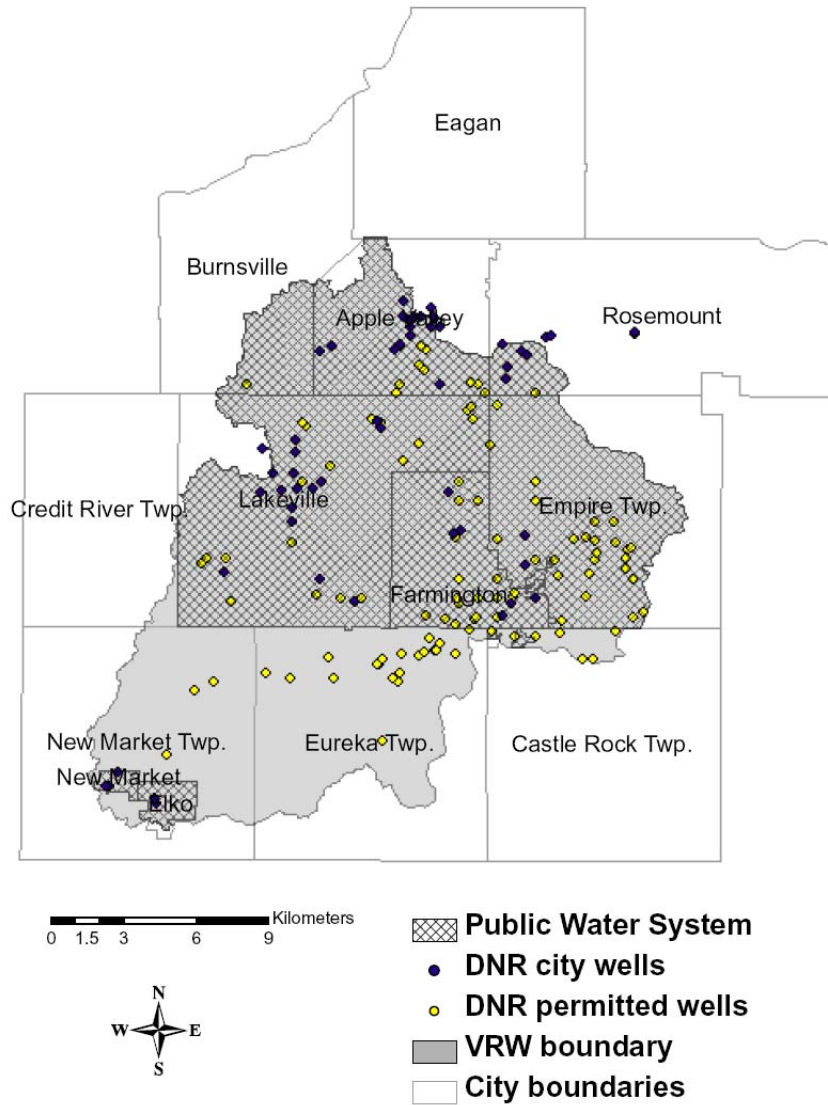 Eagan
Burnsville
Apple Valley
Rosemount
Credit River Twp.
Lakeville
Empire Twp.
Farmington
New Market Twp.
Eureka Twp.
Castle Rock Twp.
New Market
Elko
Kilometers
0 1.5 3 6 9
N
W E
S
Public Water System
DNR city wells
DNR permitted wells
VRW boundary
City boundaries